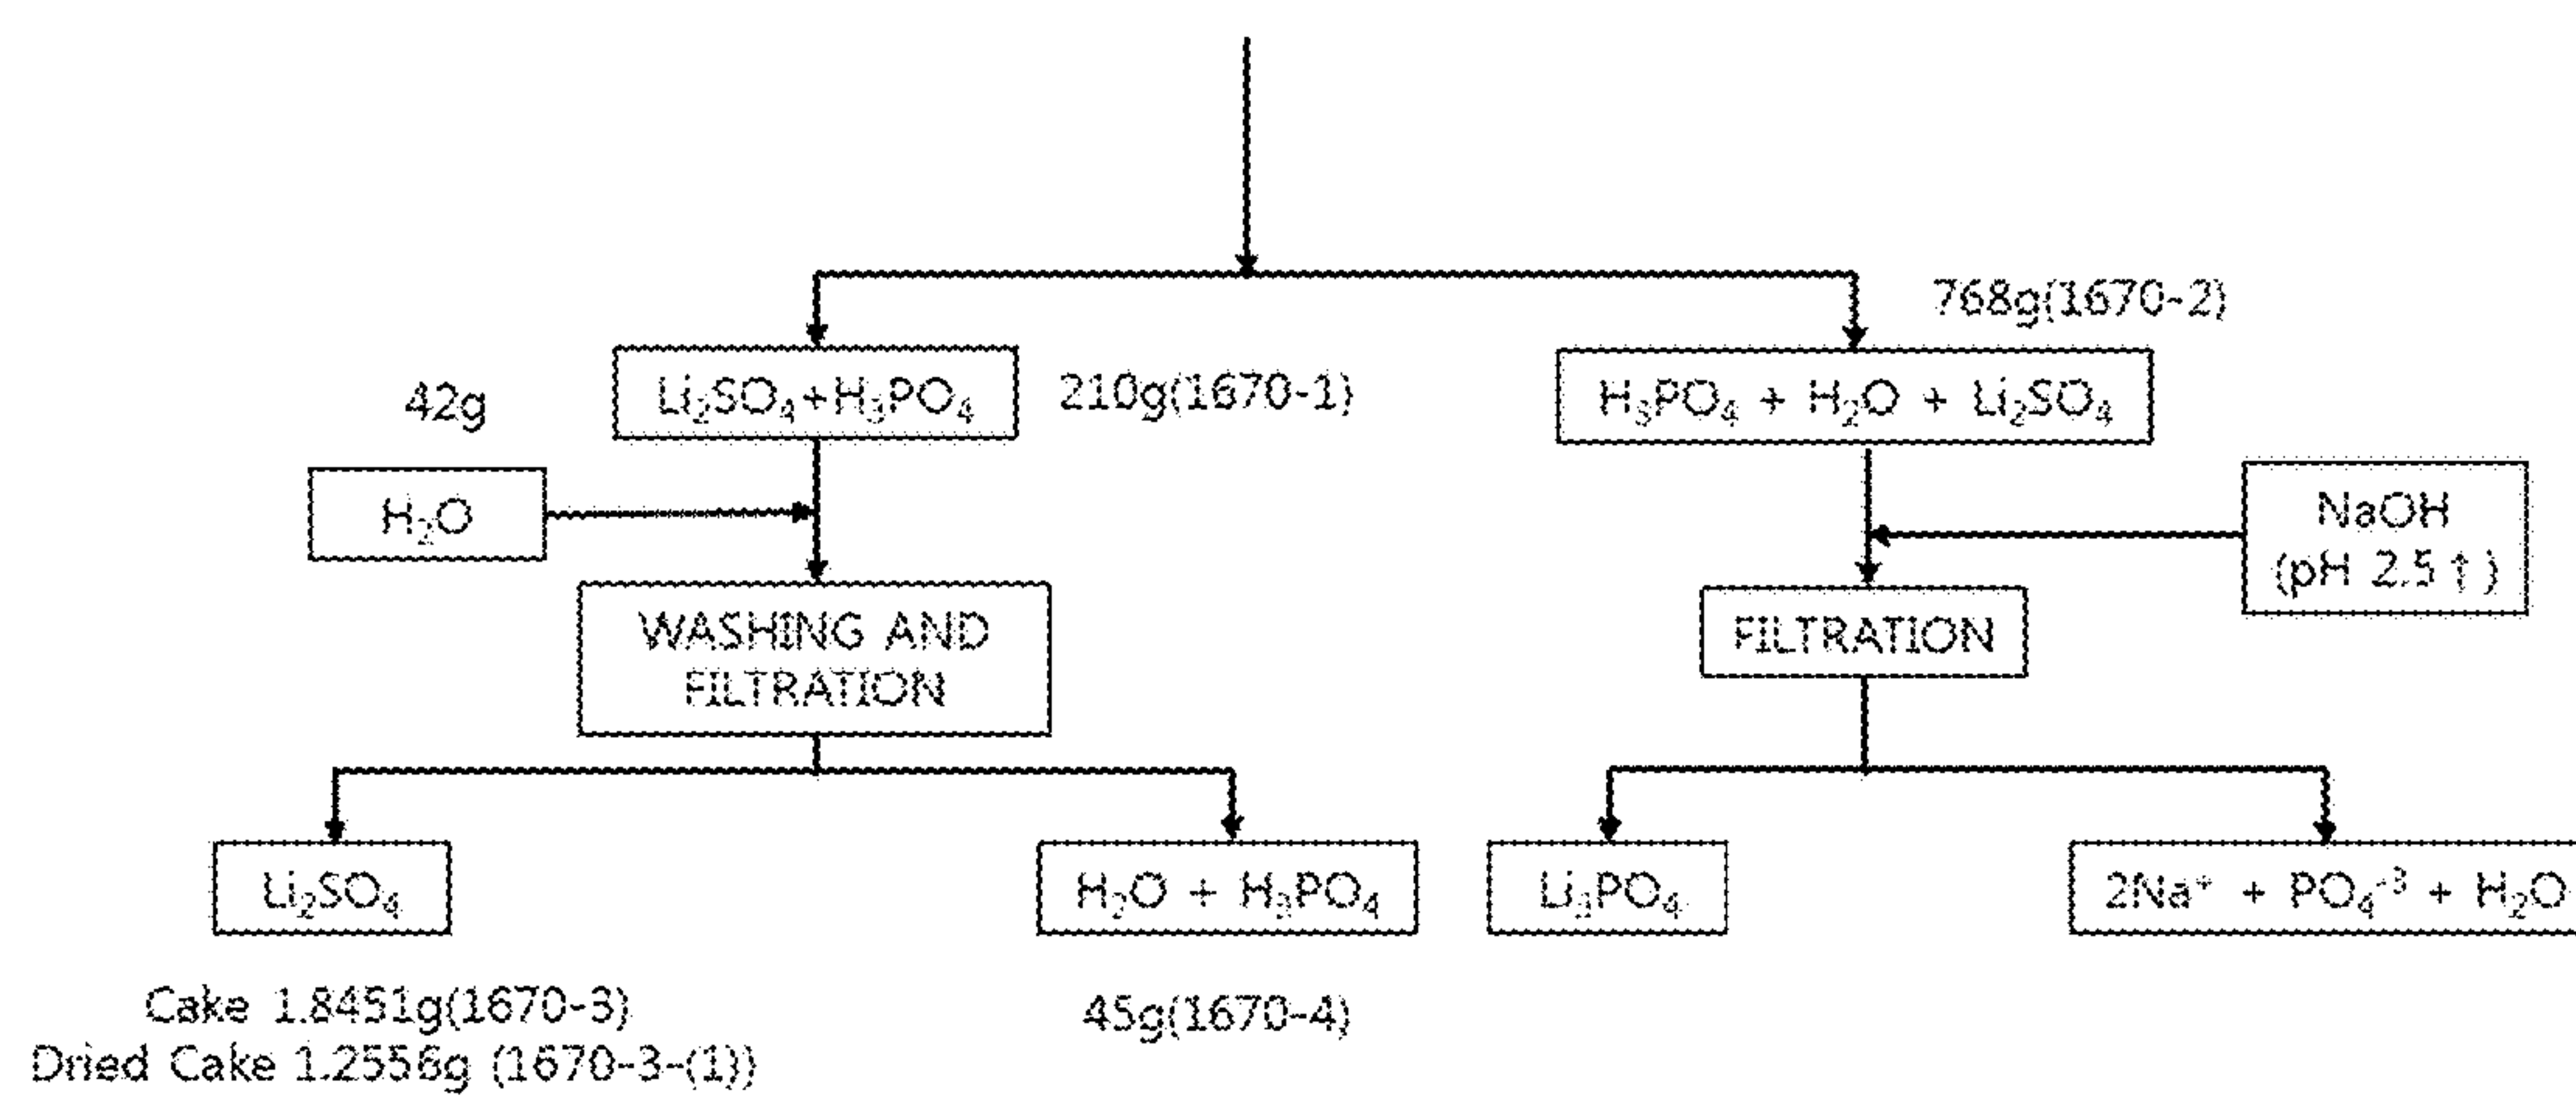 768g(1670-2)
42g
Li₂SO₄+H₃PO₄
210g(1670-1)
H₃PO₄ + H₂O + Li₂SO₄
H₂O
NaOH
(pH 2.5↑)
WASHING AND
FILTRATION
FILTRATION
Li₂SO₄
H₂O + H₃PO₄
Li₃PO₄
2Na⁺ + PO₄⁻³ + H₂O
Cake 1.8451g(1670-3)
45g(1670-4)
Dried Cake 1.2556g (1670-3-(1))